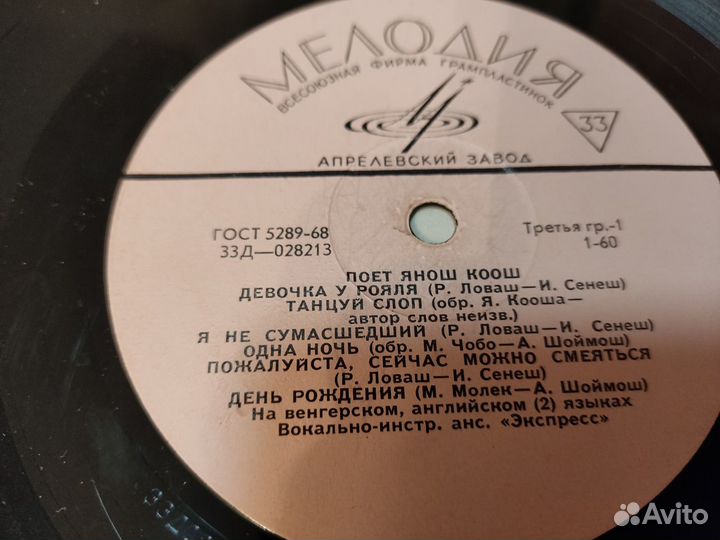 МЕЛОДИЯ
ВСЕСОЮЗНАЯ ФИРМА ГРАМПЛАСТИНОК
33
АПРЕЛЕВСКИЙ ЗАВОД
ГОСТ 5289-68
33Д—028213
Третья гр.-1
1-60
ПОЕТ ЯНОШ КООШ
ДЕВОЧКА У РОЯЛЯ (Р. Ловаш—И. Сенеш)
ТАНЦУЙ СЛОП (обр. Я. Кооша—
автор слов неизв.)
Я НЕ СУМАСШЕДШИЙ (Р. Ловаш—И. Сенеш)
ОДНА НОЧЬ (обр. М. Чобо—А. Шоймош)
ПОЖАЛУЙСТА, СЕЙЧАС МОЖНО СМЕЯТЬСЯ
(Р. Ловаш—И. Сенеш)
ДЕНЬ РОЖДЕНИЯ (М. Молек—А. Шоймош)
На венгерском, английском (2) языках
Вокально-инстр. анс. «Экспресс»
Avito